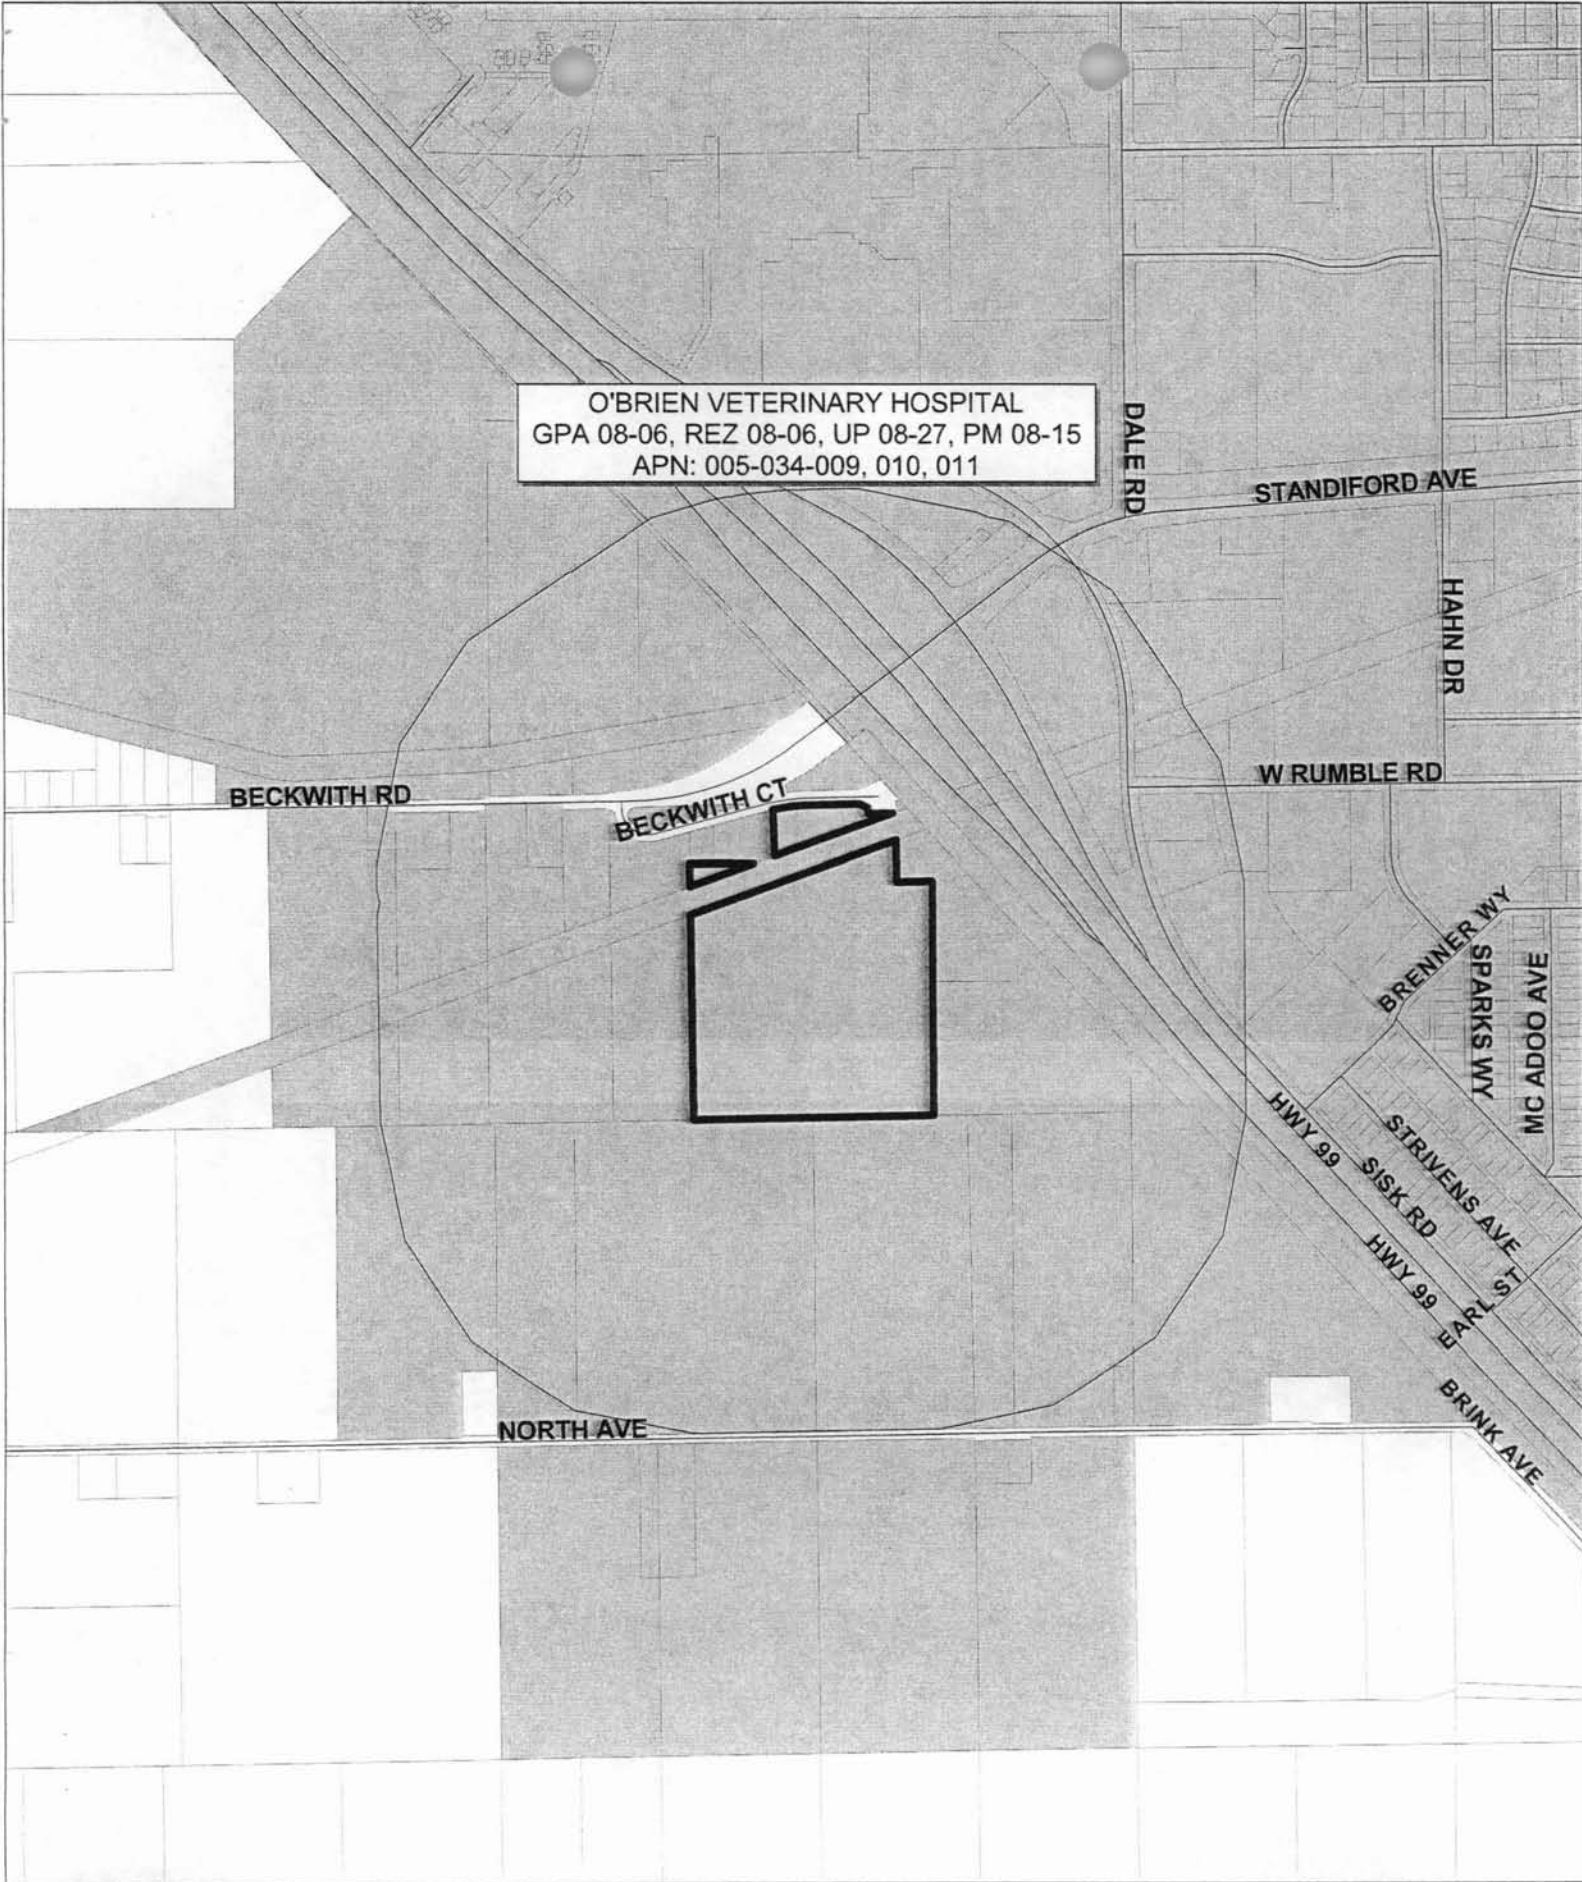 O'BRIEN VETERINARY HOSPITAL
GPA 08-06, REZ 08-06, UP 08-27, PM 08-15
APN: 005-034-009, 010, 011
DALE RD
STANDIFORD AVE
HAHN DR
W RUMBLE RD
BECKWITH RD
BECKWITH CT
BRENNER WY
SPARKS WY
MC ADOO AVE
HWY 99
SISK RD
STRIVENS AVE
HWY 99
EARL ST
BRINK AVE
NORTH AVE